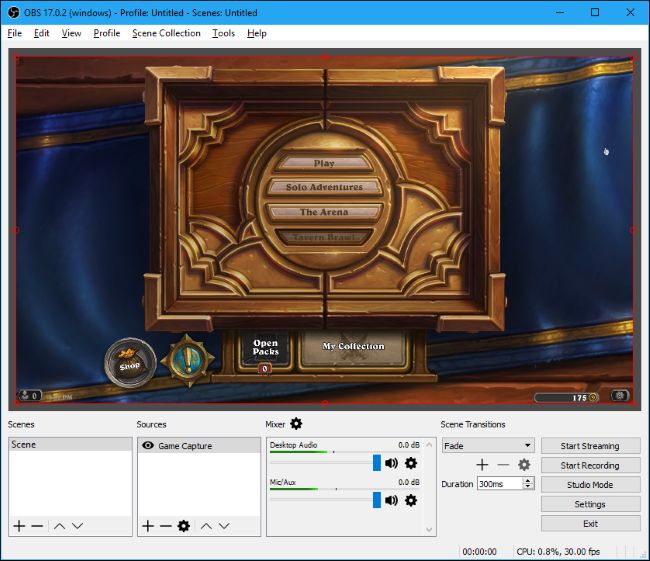 OBS 17.0.2 (windows) - Profile: Untitled - Scenes: Untitled
File Edit View Profile Scene Collection Tools Help
Play
Solo Adventures
The Arena
Tavern Brawl
Open
Packs
0
My Collection
Shop
0
175
Scenes
Sources
Mixer
Scene Transitions
Scene
Game Capture
Desktop Audio 0.0 dB
Mic/Aux 0.0 dB
Fade
Duration 300ms
Start Streaming
Start Recording
Studio Mode
Settings
Exit
00:00:00
CPU: 0.8%, 30.00 fps